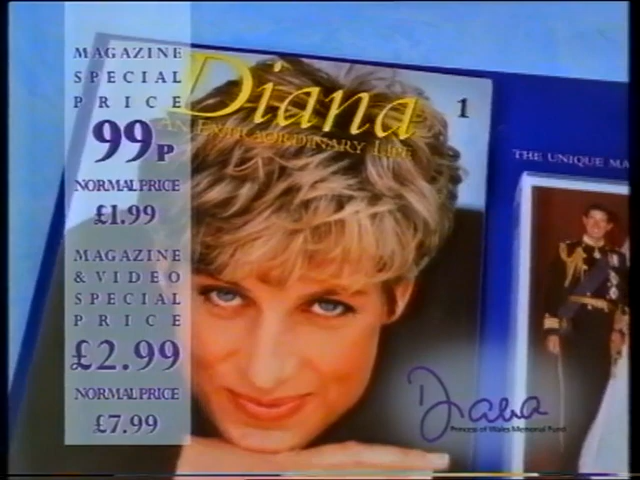 MAGAZINE
SPECIAL
PRICE
99P
NORMAL PRICE
£1.99
MAGAZINE
& VIDEO
SPECIAL
PRICE
£2.99
NORMAL PRICE
£7.99
Diana
AN EXTRAORDINARY LIFE
1
THE UNIQUE MA
Diana
Princess of Wales Memorial Fund